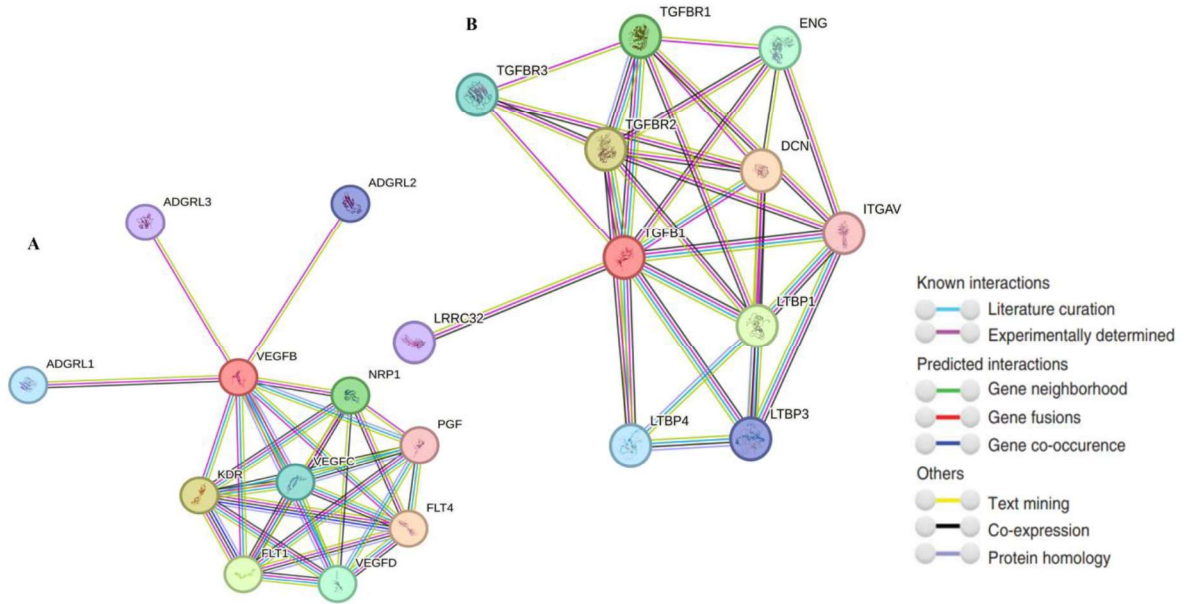 A
ADGRL3
ADGRL2
ADGRL1
VEGFB
NRP1
PGF
KDR
VEGFC
FLT4
FLT1
VEGFD
B
TGFBR1
ENG
TGFBR3
TGFBR2
DCN
ITGAV
TGFB1
LRRC32
LTBP1
LTBP4
LTBP3
Known interactions
Literature curation
Experimentally determined
Predicted interactions
Gene neighborhood
Gene fusions
Gene co-occurence
Others
Text mining
Co-expression
Protein homology